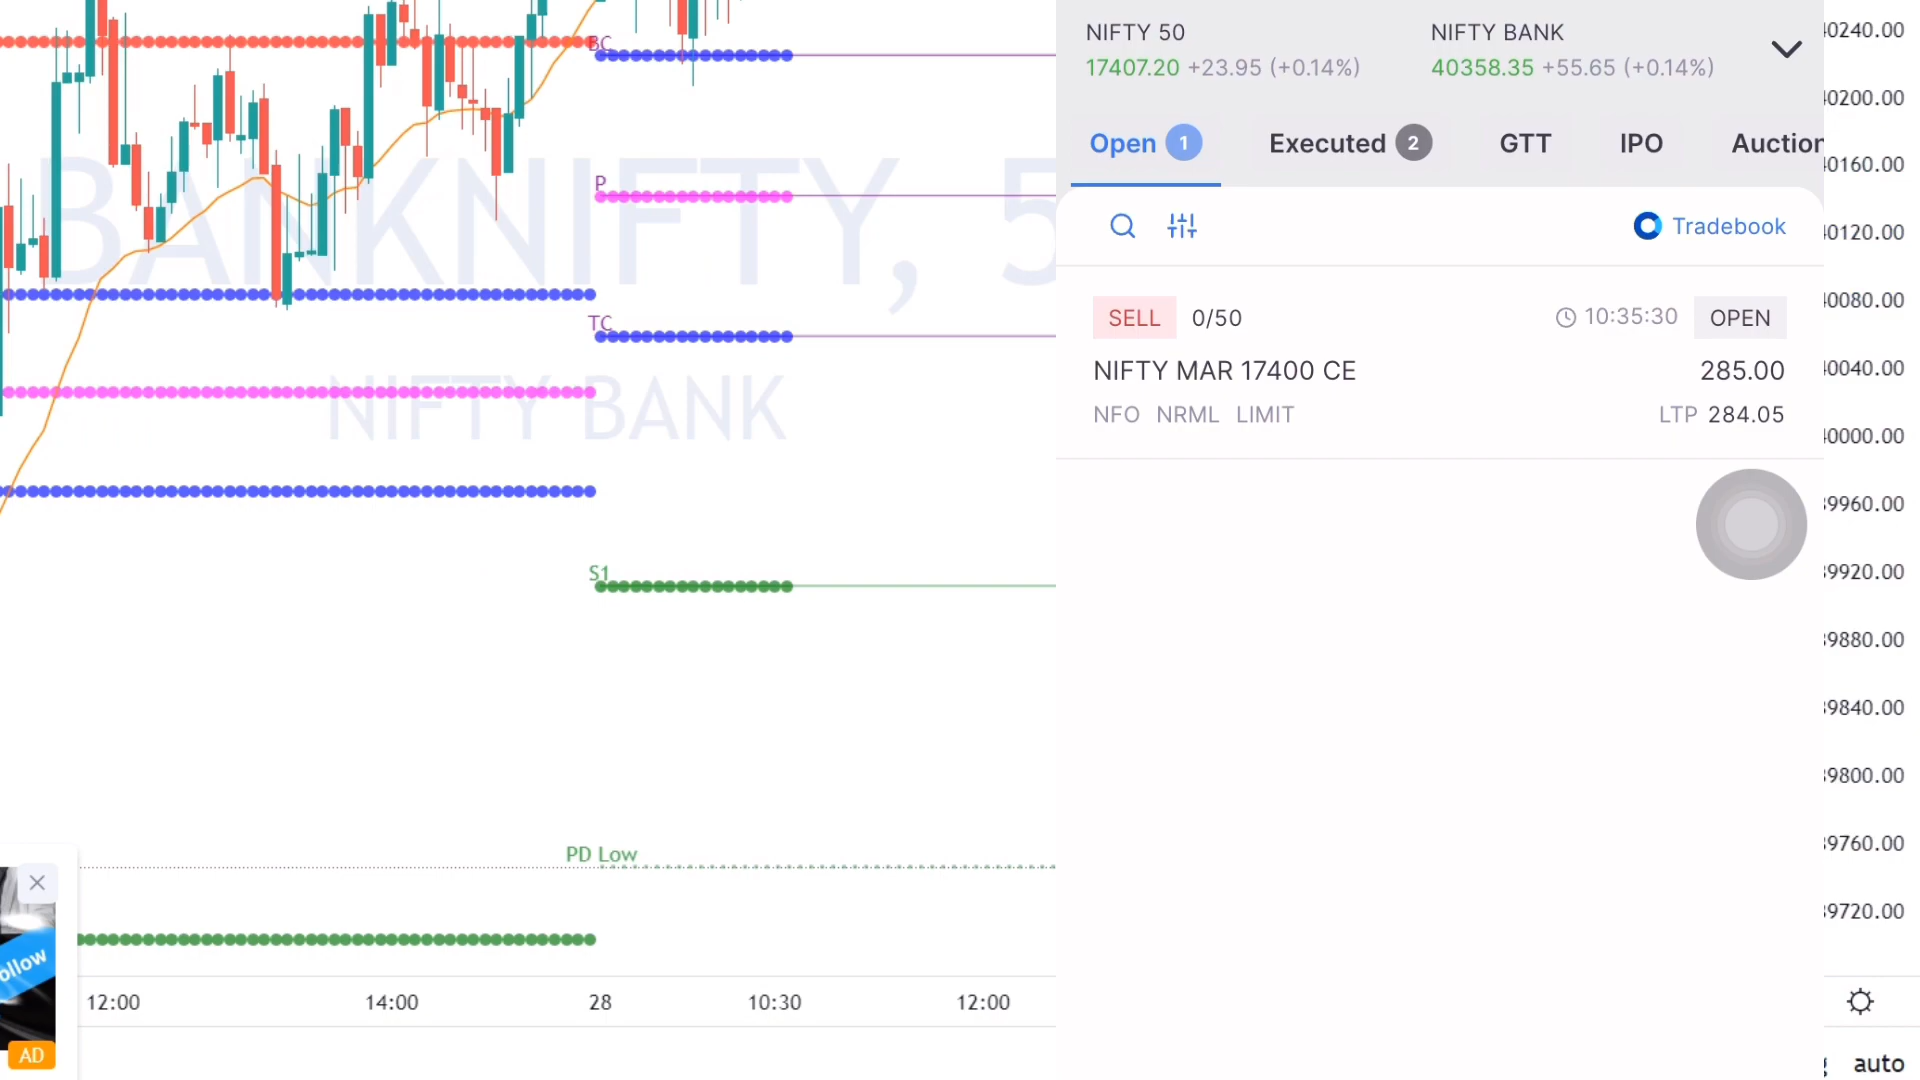 NIFTY 50
17407.20 +23.95 (+0.14%)
NIFTY BANK
40358.35 +55.65 (+0.14%)
Open 1
Executed 2
GTT
IPO
Auction
Tradebook
SELL 0/50
10:35:30 OPEN
NIFTY MAR 17400 CE
285.00
NFO NRML LIMIT
LTP 284.05
BANKNIFTY, 5
NIFTY BANK
BC
P
TC
S1
PD Low
40240.00
40200.00
40160.00
40120.00
40080.00
40040.00
40000.00
39960.00
39920.00
39880.00
39840.00
39800.00
39760.00
39720.00
ollow
AD
12:00
14:00
28
10:30
12:00
auto